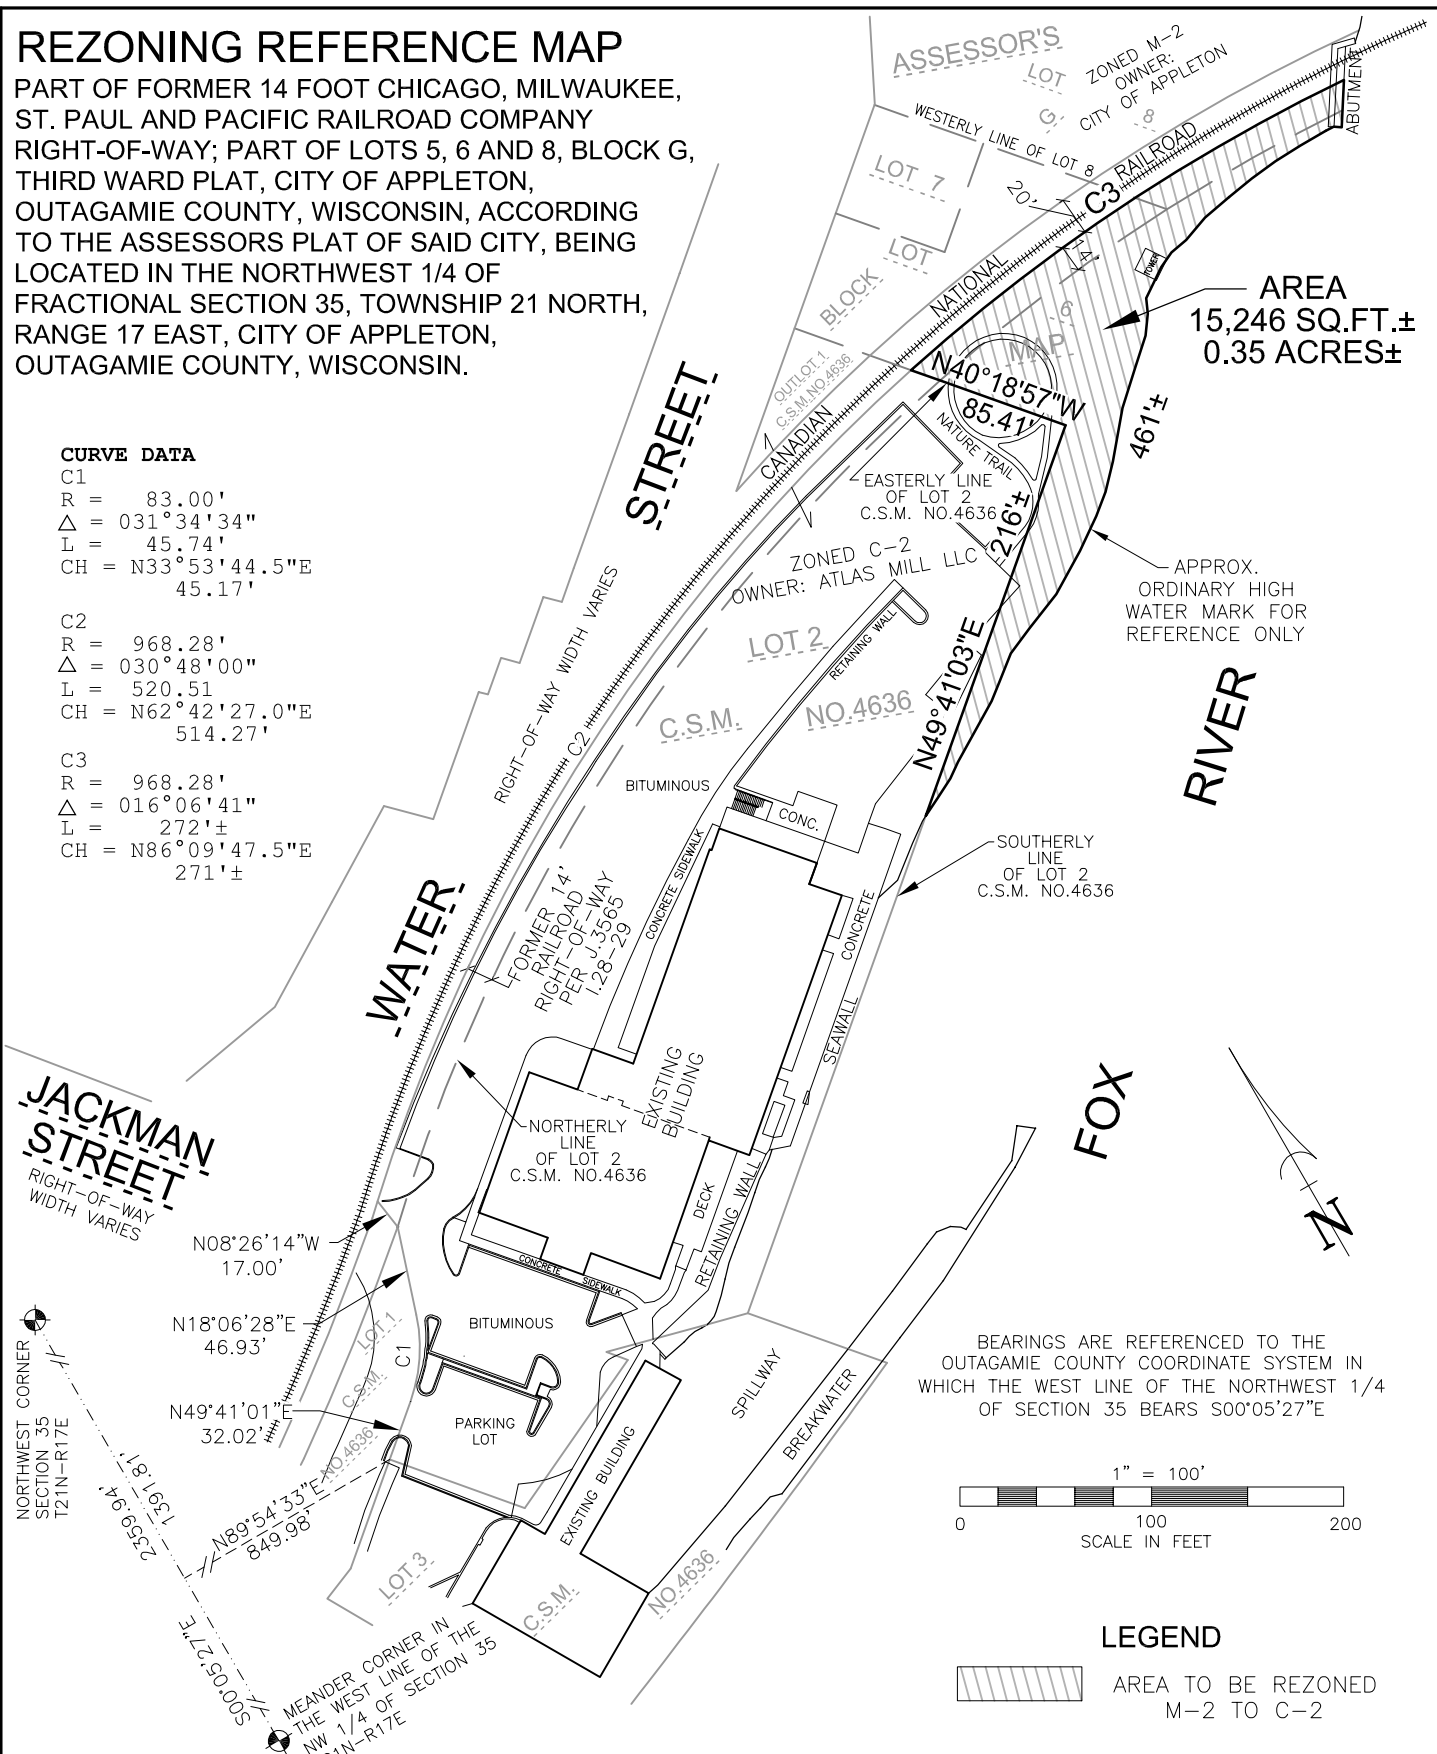 REZONING REFERENCE MAP
PART OF FORMER 14 FOOT CHICAGO, MILWAUKEE,
ST. PAUL AND PACIFIC RAILROAD COMPANY
RIGHT-OF-WAY; PART OF LOTS 5, 6 AND 8, BLOCK G,
THIRD WARD PLAT, CITY OF APPLETON,
OUTAGAMIE COUNTY, WISCONSIN, ACCORDING
TO THE ASSESSORS PLAT OF SAID CITY, BEING
LOCATED IN THE NORTHWEST 1/4 OF
FRACTIONAL SECTION 35, TOWNSHIP 21 NORTH,
RANGE 17 EAST, CITY OF APPLETON,
OUTAGAMIE COUNTY, WISCONSIN.
ASSESSOR'S
LOT
G.
8
ZONED M-2
OWNER:
CITY OF APPLETON
ABUTMENT
WESTERLY LINE OF LOT 8
LOT 7
LOT
BLOCK
20'
14'
C3
RAILROAD
NATIONAL
CANADIAN
TOWER
6
MAP
AREA
15,246 SQ.FT.±
0.35 ACRES±
OUTLOT 1
C.S.M.NO.4636
N40°18'57"W
85.41'
NATURE TRAIL
461'±
216'±
EASTERLY LINE
OF LOT 2
C.S.M. NO.4636
ZONED C-2
OWNER: ATLAS MILL LLC
APPROX.
ORDINARY HIGH
WATER MARK FOR
REFERENCE ONLY
CURVE DATA
C1
R = 83.00'
△ = 031°34'34"
L = 45.74'
CH = N33°53'44.5"E
45.17'
C2
R = 968.28'
△ = 030°48'00"
L = 520.51
CH = N62°42'27.0"E
514.27'
C3
R = 968.28'
△ = 016°06'41"
L = 272'±
CH = N86°09'47.5"E
271'±
WATER STREET
RIGHT-OF-WAY WIDTH VARIES
C2
LOT 2
C.S.M. NO.4636
RETAINING WALL
N49°41'03"E
BITUMINOUS
CONC.
CONCRETE SIDEWALK
SOUTHERLY
LINE
OF LOT 2
C.S.M. NO.4636
FOX RIVER
FORMER 14'
RAILROAD
RIGHT-OF-WAY
PER J.3565
I.28-29
CONCRETE
SEAWALL
EXISTING
BUILDING
NORTHERLY
LINE
OF LOT 2
C.S.M. NO.4636
DECK
RETAINING WALL
CONCRETE SIDEWALK
JACKMAN
STREET
RIGHT-OF-WAY
WIDTH VARIES
N08°26'14"W
17.00'
N18°06'28"E
46.93'
N49°41'01"E
32.02'
LOT 1
C.S.M.
NO.4636
C1
BITUMINOUS
PARKING
LOT
SPILLWAY
BREAKWATER
EXISTING BUILDING
NORTHWEST CORNER
SECTION 35
T21N-R17E
1391.81'
2359.94'
N89°54'33"E
849.98'
S00°05'27"E
LOT 3
C.S.M.
NO.4636
MEANDER CORNER IN
THE WEST LINE OF THE
NW 1/4 OF SECTION 35
N
BEARINGS ARE REFERENCED TO THE
OUTAGAMIE COUNTY COORDINATE SYSTEM IN
WHICH THE WEST LINE OF THE NORTHWEST 1/4
OF SECTION 35 BEARS S00°05'27"E
1" = 100'
0 100 200
SCALE IN FEET
LEGEND
AREA TO BE REZONED
M-2 TO C-2